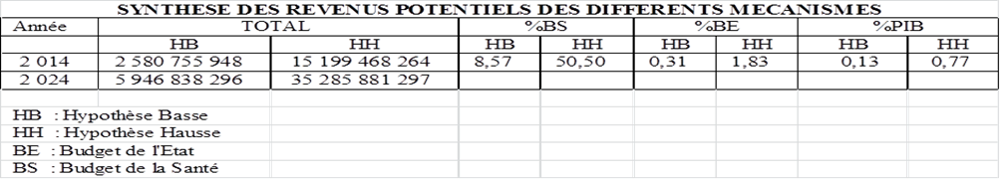 SYNTHESE DES REVENUS POTENTIELS DES DIFFERENTS MECANISMES
Année TOTAL %BS %BE %PIB
HB HH HB HH HB HH HB HH
2 014 2 580 755 948 15 199 468 264 8,57 50,50 0,31 1,83 0,13 0,77
2 024 5 946 838 296 35 285 881 297
HB : Hypothèse Basse
HH : Hypothèse Hausse
BE : Budget de l'Etat
BS : Budget de la Santé